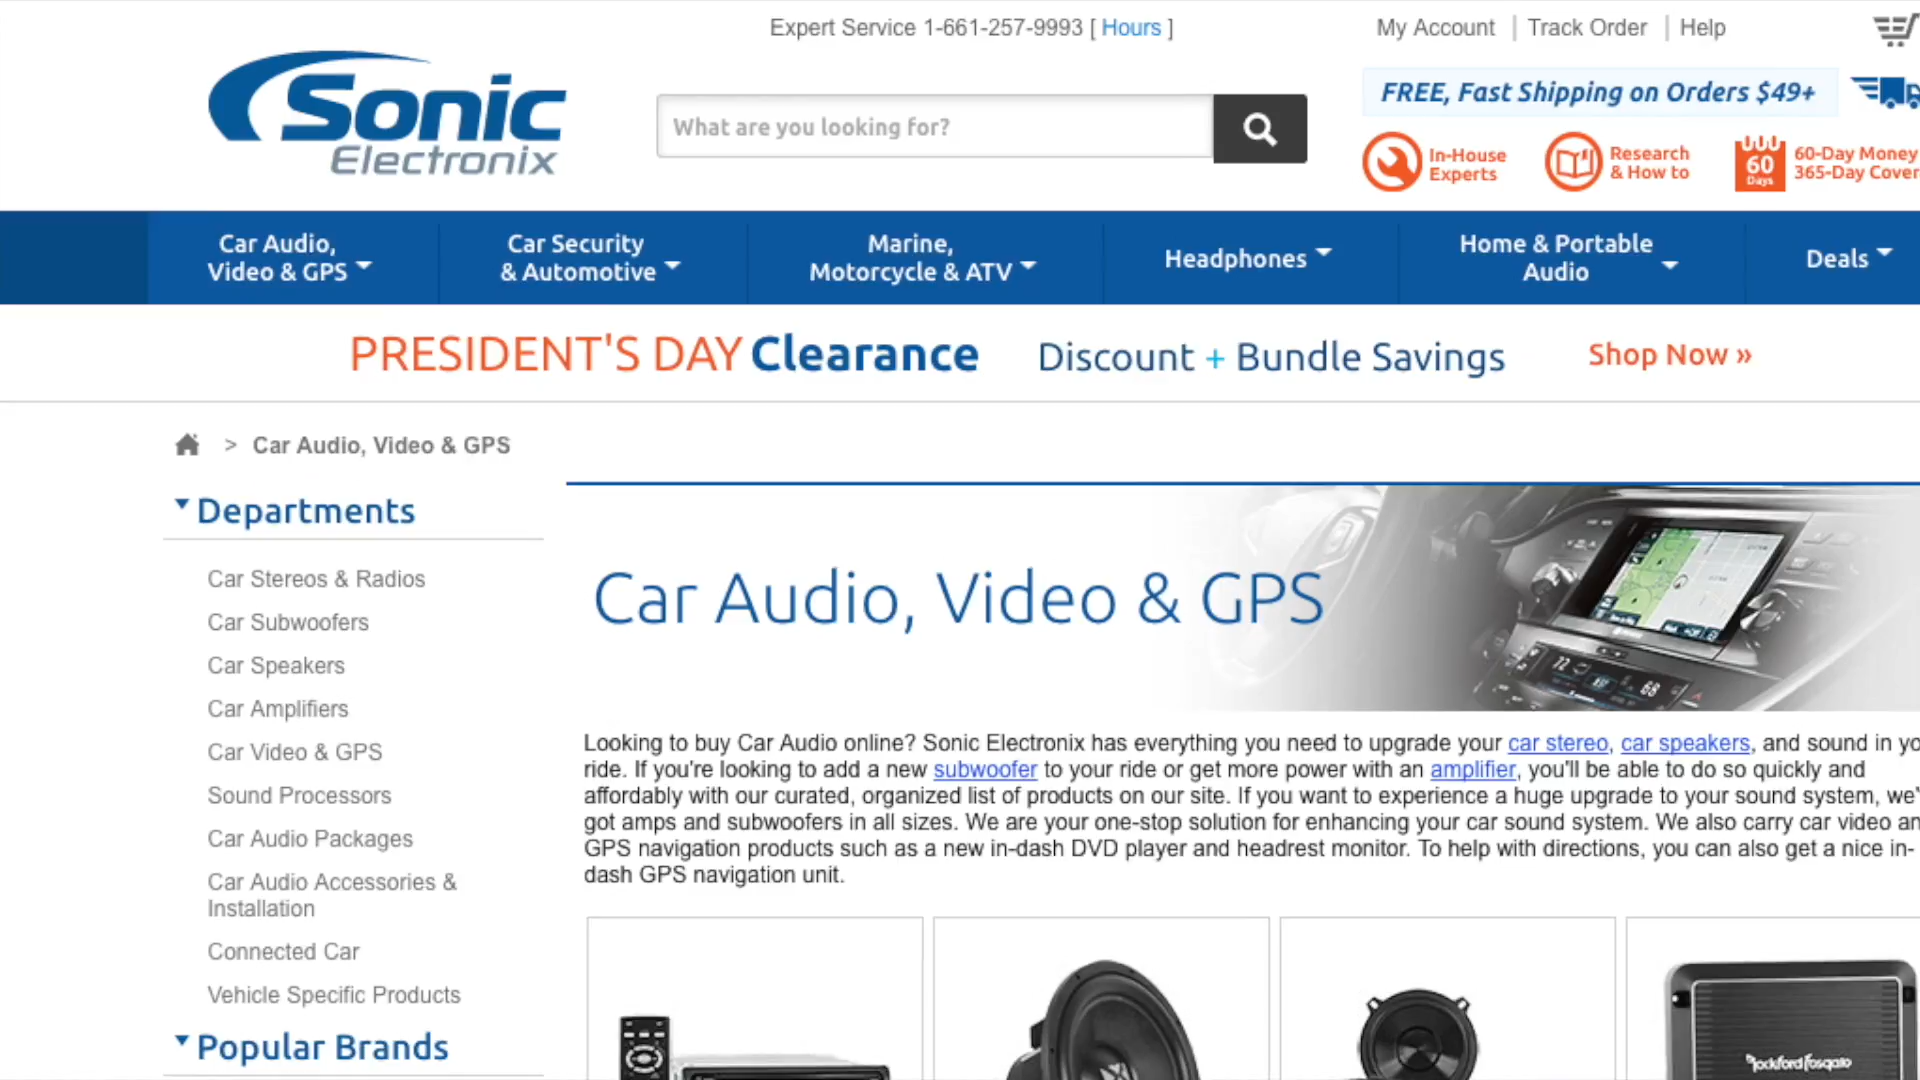 Expert Service 1-661-257-9993 [ Hours ]
My Account | Track Order | Help
Sonic
Electronix
What are you looking for?
FREE, Fast Shipping on Orders $49+
In-House
Experts
Research
& How to
60
Days
60-Day Money
365-Day Cover
Car Audio,
Video & GPS
Car Security
& Automotive
Marine,
Motorcycle & ATV
Headphones
Home & Portable
Audio
Deals
PRESIDENT'S DAY Clearance Discount + Bundle Savings Shop Now »
> Car Audio, Video & GPS
Departments
Car Stereos & Radios
Car Subwoofers
Car Speakers
Car Amplifiers
Car Video & GPS
Sound Processors
Car Audio Packages
Car Audio Accessories &
Installation
Connected Car
Vehicle Specific Products
Popular Brands
Car Audio, Video & GPS
72
68
Looking to buy Car Audio online? Sonic Electronix has everything you need to upgrade your car stereo, car speakers, and sound in yo
ride. If you're looking to add a new subwoofer to your ride or get more power with an amplifier, you'll be able to do so quickly and
affordably with our curated, organized list of products on our site. If you want to experience a huge upgrade to your sound system, we'
got amps and subwoofers in all sizes. We are your one-stop solution for enhancing your car sound system. We also carry car video an
GPS navigation products such as a new in-dash DVD player and headrest monitor. To help with directions, you can also get a nice in-
dash GPS navigation unit.
Rockford Fosgate